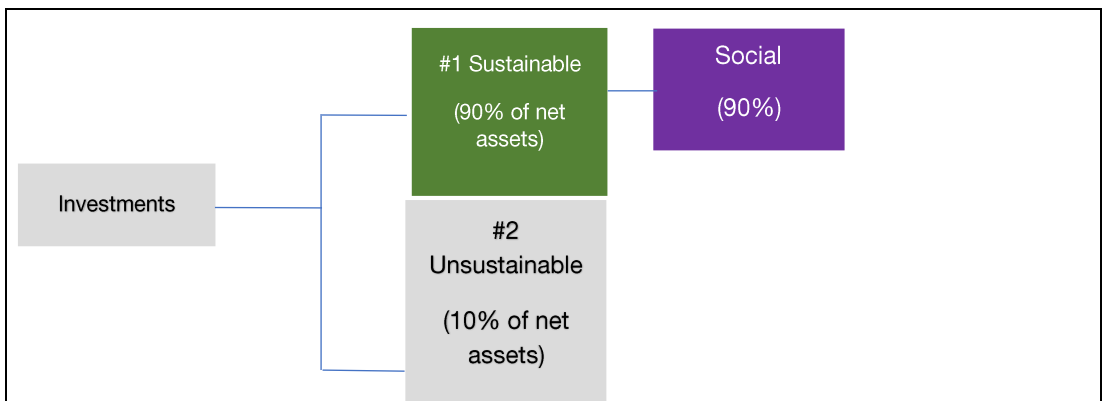 #1 Sustainable
(90% of net
assets)
Social
(90%)
Investments
#2
Unsustainable
(10% of net
assets)